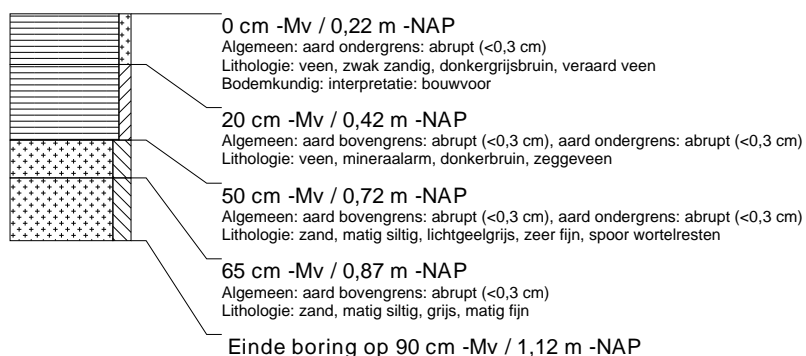 0 cm -Mv / 0,22 m -NAP
Algemeen: aard ondergrens: abrupt (<0,3 cm)
Lithologie: veen, zwak zandig, donkergrijsbruin, veraard veen
Bodemkundig: interpretatie: bouwvoor
20 cm -Mv / 0,42 m -NAP
Algemeen: aard bovengrens: abrupt (<0,3 cm), aard ondergrens: abrupt (<0,3 cm)
Lithologie: veen, mineraalarm, donkerbruin, zeggeveen
50 cm -Mv / 0,72 m -NAP
Algemeen: aard bovengrens: abrupt (<0,3 cm), aard ondergrens: abrupt (<0,3 cm)
Lithologie: zand, matig siltig, lichtgeelgrijs, zeer fijn, spoor wortelresten
65 cm -Mv / 0,87 m -NAP
Algemeen: aard bovengrens: abrupt (<0,3 cm)
Lithologie: zand, matig siltig, grijs, matig fijn
Einde boring op 90 cm -Mv / 1,12 m -NAP